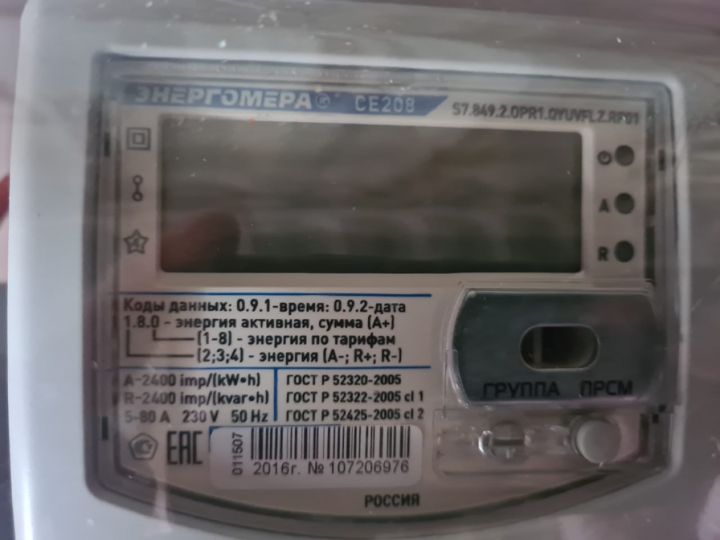 ЭНЕРГОМЕРА CE208
S7.849.2.OPR1.QYUVFLZ.RF01
A
R
Коды данных: 0.9.1-время: 0.9.2-дата
1.8.0 - энергия активная, сумма (A+)
(1-8) - энергия по тарифам
(2;3;4) - энергия (A-; R+; R-)
A-2400 imp/(kW•h)
R-2400 imp/(kvar•h)
5-80 A 230 V 50 Hz
ГОСТ Р 52320-2005
ГОСТ Р 52322-2005 cl 1
ГОСТ Р 52425-2005 cl 2
ГРУППА ПРСМ
EAC
011507
2016г. № 107206976
РОССИЯ